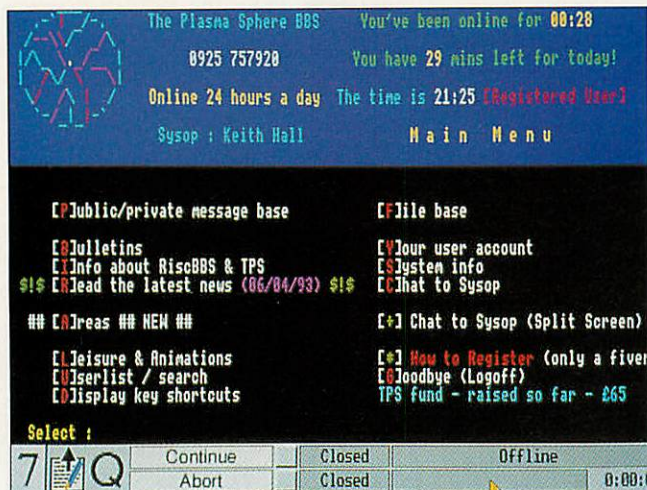 The Plasma Sphere BBS You've been online for 00:28
0925 757920 You have 29 mins left for today!
Online 24 hours a day The time is 21:25 [Registered User]
Sysop : Keith Hall Main Menu
[P]ublic/private message base [F]ile base
[B]ulletins [Y]our user account
[I]nfo about RiscBBS & TPS [S]ystem info
$!$ [R]ead the latest news (06/04/93) $!$ [C]hat to Sysop
## [A]reas ## NEW ## [+] Chat to Sysop (Split Screen)
[L]eisure & Animations [*] How to Register (only a fiver
[U]serlist / search [G]oodbye (Logoff)
[D]isplay key shortcuts TPS fund - raised so far - £65
Select :
7 Q Continue Closed Offline
Abort Closed 0:00:0